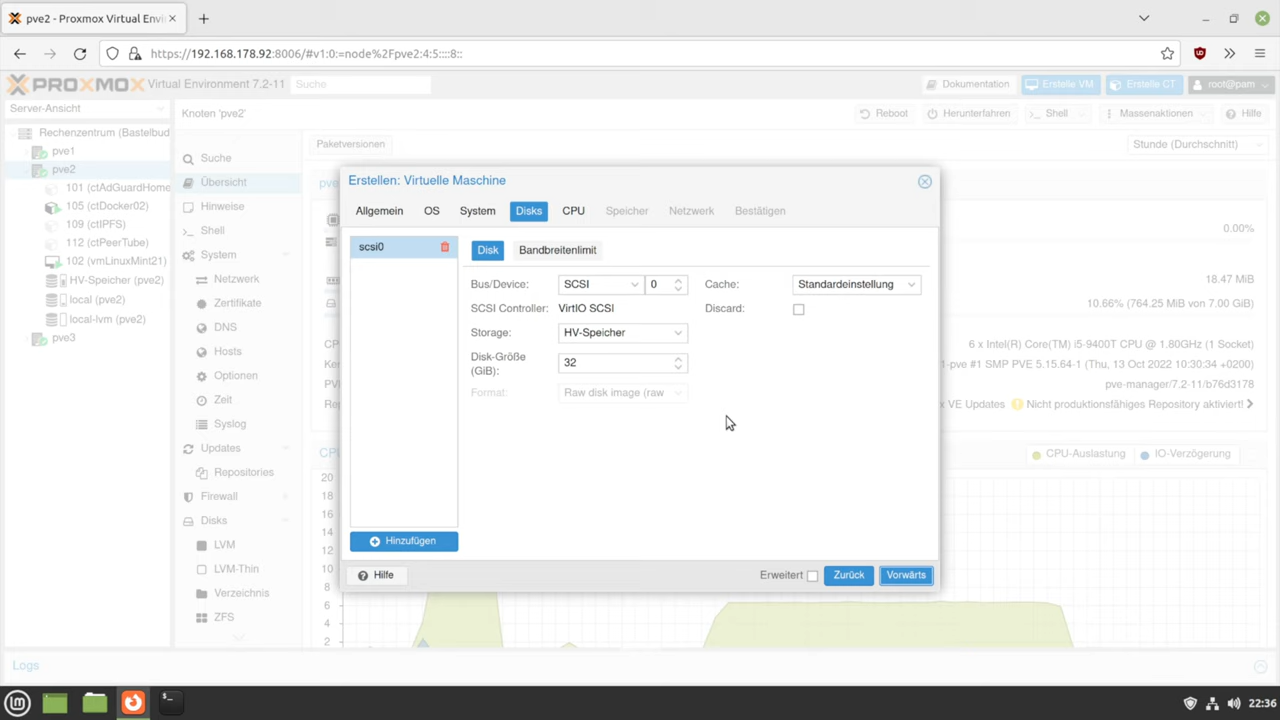 pve2 - Proxmox Virtual Envi
https://192.168.178.92:8006/#v1:0:=node%2Fpve2:4:5::::8::
PROXMOX Virtual Environment 7.2-11 Suche Dokumentation Erstelle VM Erstelle CT root@pam
Server-Ansicht
Knoten 'pve2' Reboot Herunterfahren Shell Massenaktionen Hilfe
Rechenzentrum (Bastelbud
pve1
pve2
101 (ctAdGuardHome
105 (ctDocker02)
109 (ctIPFS)
112 (ctPeerTube)
102 (vmLinuxMint21)
HV-Speicher (pve2)
local (pve2)
local-lvm (pve2)
pve3
Suche
Übersicht
Hinweise
Shell
System
Netzwerk
Zertifikate
DNS
Hosts
Optionen
Zeit
Syslog
Updates
Repositories
Firewall
Disks
LVM
LVM-Thin
Verzeichnis
ZFS
Paketversionen
Stunde (Durchschnitt)
pve
Erstellen: Virtuelle Maschine
Allgemein OS System Disks CPU Speicher Netzwerk Bestätigen
scsi0
Disk Bandbreitenlimit
Bus/Device: SCSI 0 Cache: Standardeinstellung
SCSI Controller: VirtIO SCSI Discard:
Storage: HV-Speicher
Disk-Größe
(GiB): 32
Format: Raw disk image (raw
Hinzufügen
Hilfe Erweitert Zurück Vorwärts
0.00%
18.47 MiB
10.66% (764.25 MiB of 7.00 GiB)
CP 6 x Intel(R) Core(TM) i5-9400T CPU @ 1.80GHz (1 Socket)
Ker 1-pve #1 SMP PVE 5.15.64-1 (Thu, 13 Oct 2022 10:30:34 +0200)
pve-manager/7.2-11/b76d3178
Rep x VE Updates Nicht produktionsfähiges Repository aktiviert!
CP CPU-Auslastung IO-Verzögerung
20
18
16
14
12
10
8
6
4
2
Logs
22:36